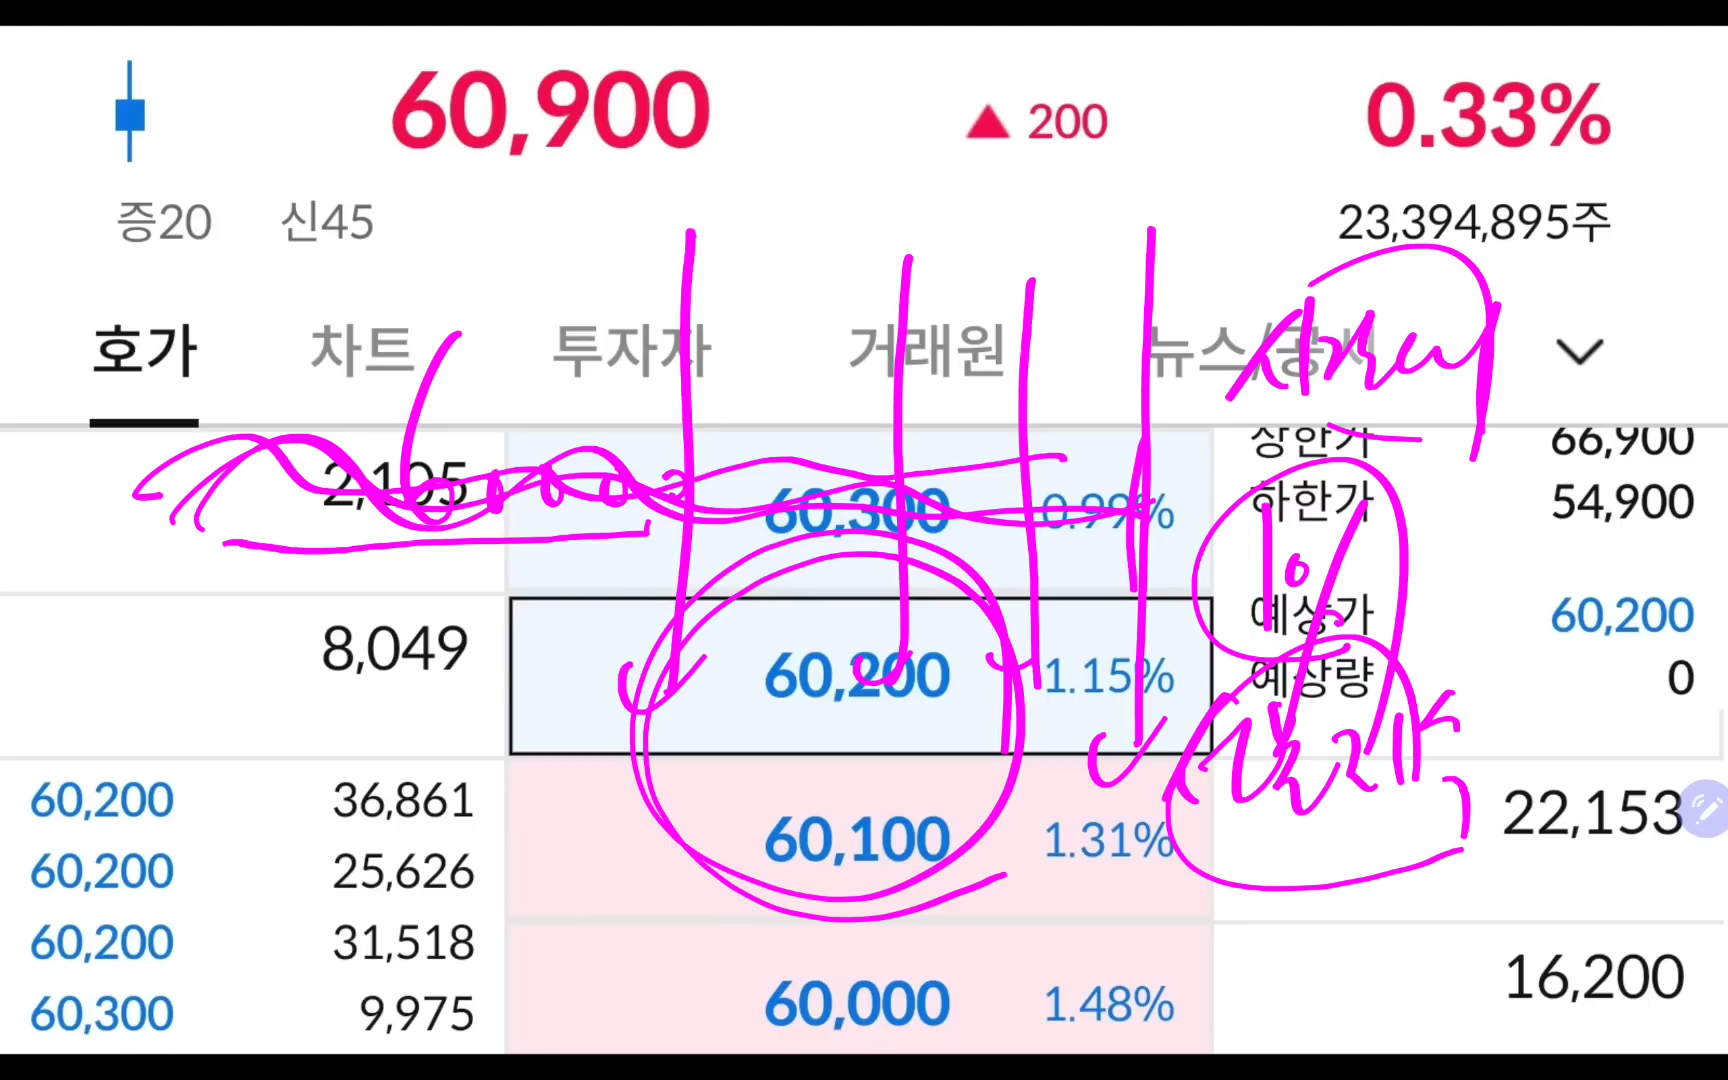 60,900 ▲ 200 0.33%
증20 신45 23,394,895주
호가 차트 투자자 거래원 뉴스/공시
2,195 60,300 0.99% 상한가 66,900
하한가 54,900
8,049 60,200 1.15% 예상가 60,200
예상량 0
60,200 36,861 60,100 1.31% 22,153
60,200 25,626
60,200 31,518 60,000 1.48% 16,200
60,300 9,975